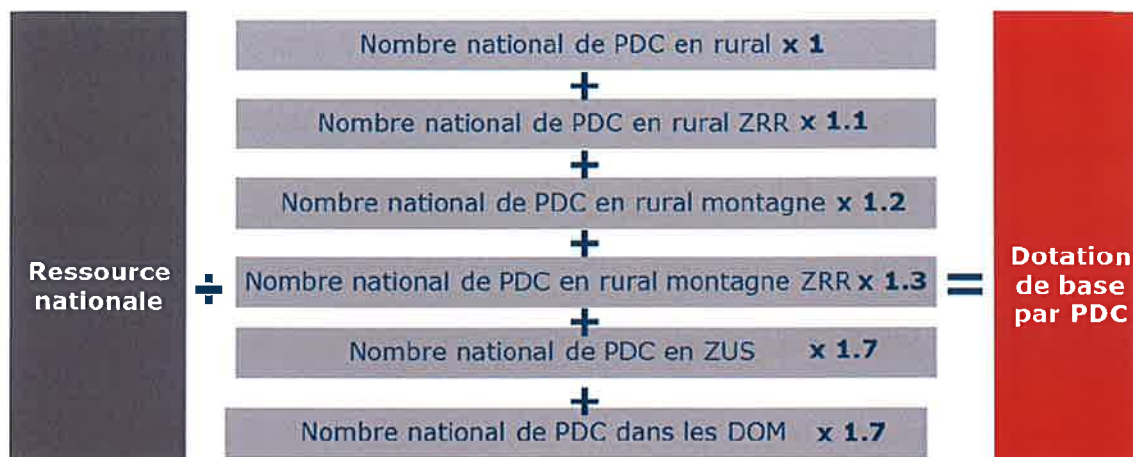 Nombre national de PDC en rural x 1
+
Nombre national de PDC en rural ZRR x 1.1
+
Nombre national de PDC en rural montagne x 1.2
+
Ressource
nationale
÷
Nombre national de PDC en rural montagne ZRR x 1.3
=
Dotation
de base
par PDC
+
Nombre national de PDC en ZUS x 1.7
+
Nombre national de PDC dans les DOM x 1.7